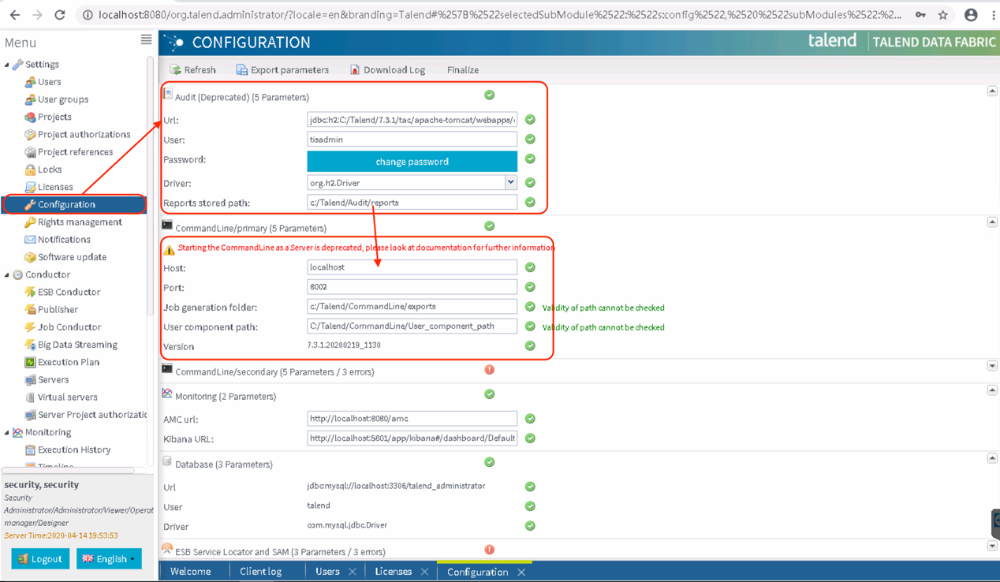 localhost:8080/org.talend.administrator/?locale=en&branding=Talend#%257B%2522selectedSubModule%2522:%2522s:config%2522,%2520%2522subModules%2522:%2...
Menu
Settings
Users
User groups
Projects
Project authorizations
Project references
Locks
Licenses
Configuration
Rights management
Notifications
Software update
Conductor
ESB Conductor
Publisher
Job Conductor
Big Data Streaming
Execution Plan
Servers
Virtual servers
Server Project authorizatic
Monitoring
Execution History
Timeline
security, security
Security
Administrator/Administrator/Viewer/Operat
manager/Designer
Server Time:2020-04-14 19:53:53
Logout
English
CONFIGURATION
talend
TALEND DATA FABRIC
Refresh
Export parameters
Download Log
Finalize
Audit (Deprecated) (5 Parameters)
Url: jdbc:h2:C:/Talend/7.3.1/tac/apache-tomcat/webapps/
User: tisadmin
Password: change password
Driver: org.h2.Driver
Reports stored path: c:/Talend/Audit/reports
CommandLine/primary (5 Parameters)
Starting the CommandLine as a Server is deprecated, please look at documentation for further information
Host: localhost
Port: 8002
Job generation folder: c:/Talend/CommandLine/exports Validity of path cannot be checked
User component path: C:/Talend/CommandLine/User_component_path Validity of path cannot be checked
Version 7.3.1.20200219_1130
CommandLine/secondary (5 Parameters / 3 errors)
Monitoring (2 Parameters)
AMC url: http://localhost:8080/amc
Kibana URL: http://localhost:5601/app/kibana#/dashboard/Default
Database (3 Parameters)
Url jdbc:mysql://localhost:3306/talend_administrator
User talend
Driver com.mysql.jdbc.Driver
ESB Service Locator and SAM (3 Parameters / 3 errors)
Welcome
Client log
Users
Licenses
Configuration